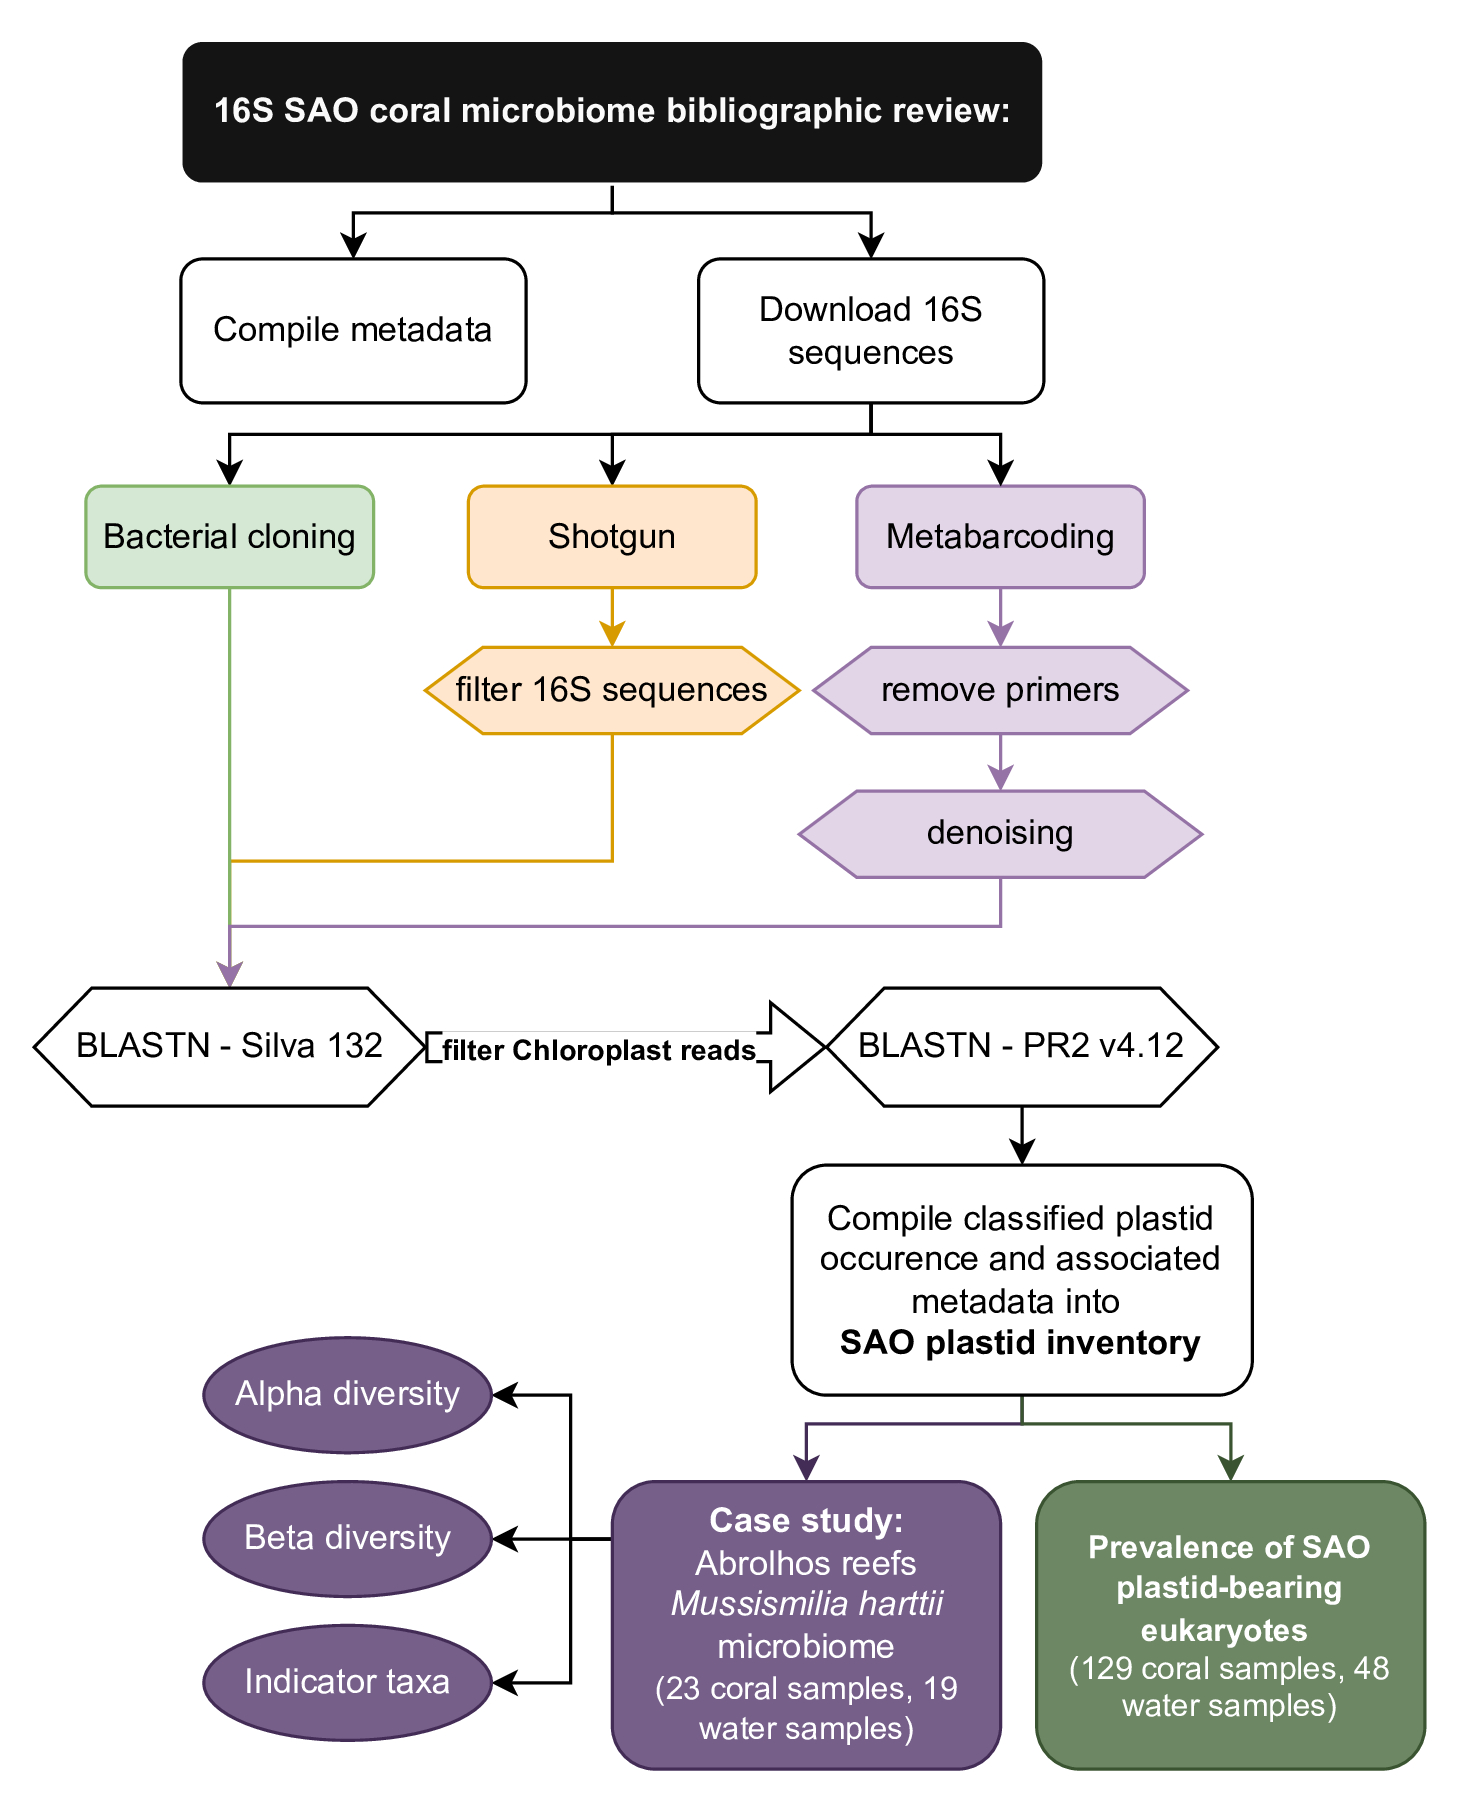 16S SAO coral microbiome bibliographic review:
Compile metadata
Download 16S
sequences
Bacterial cloning
Shotgun
Metabarcoding
filter 16S sequences
remove primers
denoising
BLASTN - Silva 132
filter Chloroplast reads
BLASTN - PR2 v4.12
Compile classified plastid
occurence and associated
metadata into
SAO plastid inventory
Alpha diversity
Beta diversity
Indicator taxa
Case study:
Abrolhos reefs
Mussismilia harttii
microbiome
(23 coral samples, 19
water samples)
Prevalence of SAO
plastid-bearing
eukaryotes
(129 coral samples, 48
water samples)